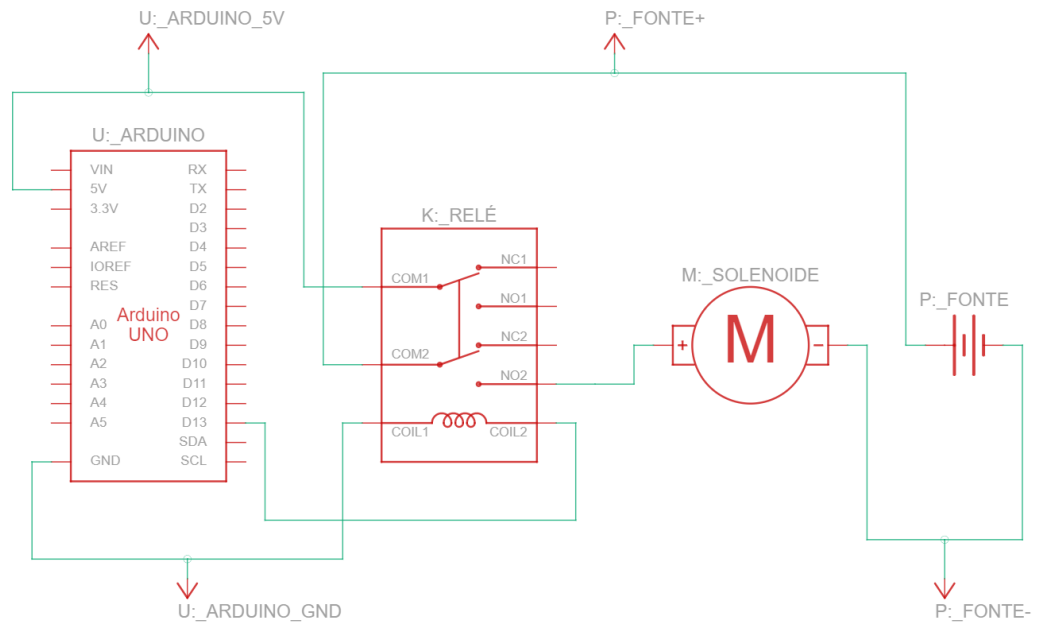 U:_ARDUINO_5V
P:_FONTE+
U:_ARDUINO
VIN
5V
3.3V
AREF
IOREF
RES
A0
A1
A2
A3
A4
A5
GND
RX
TX
D2
D3
D4
D5
D6
D7
D8
D9
D10
D11
D12
D13
SDA
SCL
Arduino
UNO
K:_RELÉ
COM1
COM2
COIL1
NC1
NO1
NC2
NO2
COIL2
M:_SOLENOIDE
+
M
-
P:_FONTE
U:_ARDUINO_GND
P:_FONTE-